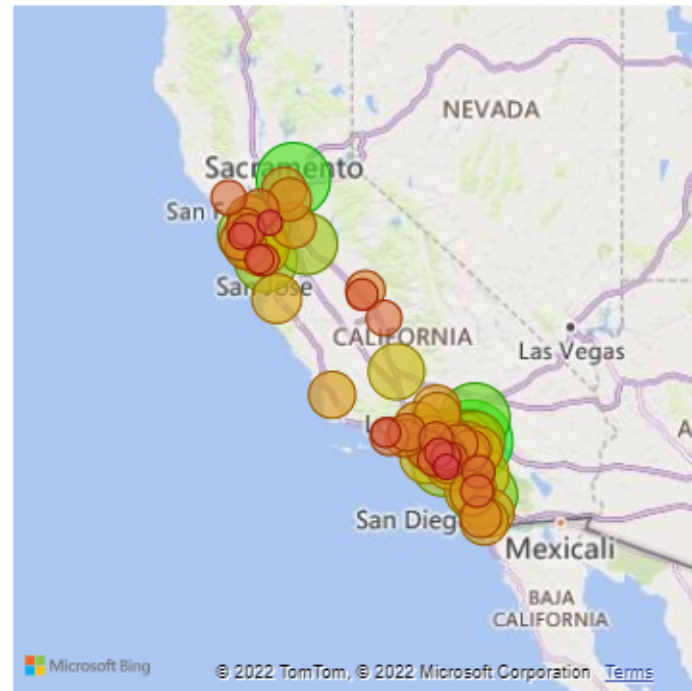 NEVADA
Sacramento
San F
San Jose
CALIFORNIA
Las Vegas
L
A
San Dieg
Mexicali
BAJA
CALIFORNIA
Microsoft Bing
© 2022 TomTom, © 2022 Microsoft Corporation Terms